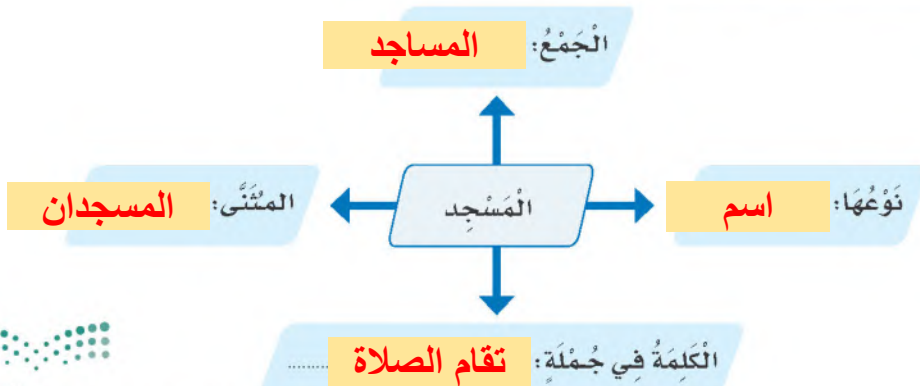 الْجَمْعُ: المساجد
نَوْعُهَا: اسم
الْمَسْجِد
المُثَنَّى: المسجدان
الْكَلِمَةُ فِي جُمْلَةٍ: تقام الصلاة ..........